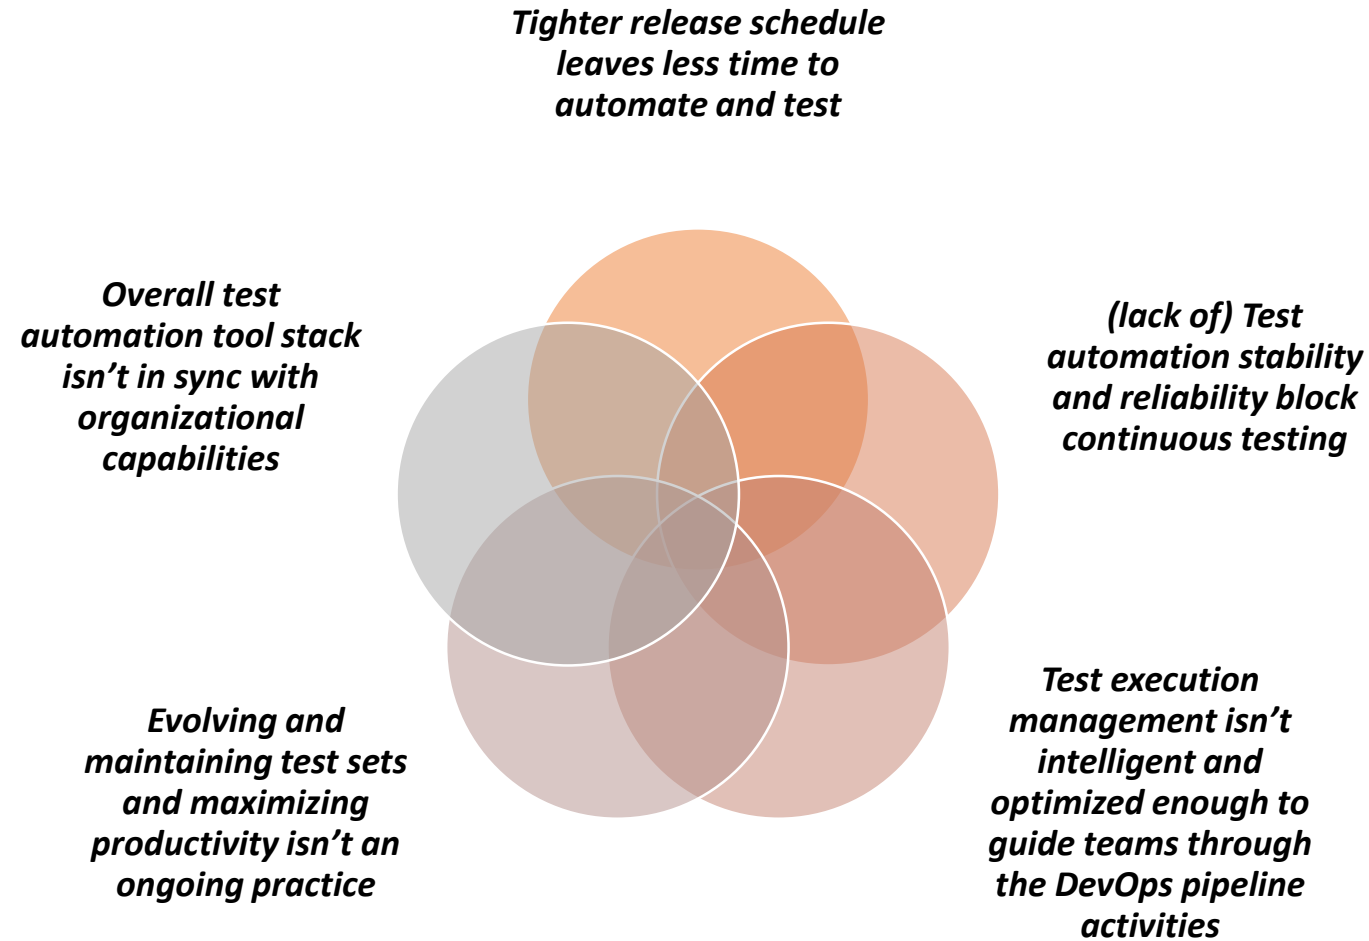 Tighter release schedule
leaves less time to
automate and test
Overall test
automation tool stack
isn’t in sync with
organizational
capabilities
(lack of) Test
automation stability
and reliability block
continuous testing
Evolving and
maintaining test sets
and maximizing
productivity isn’t an
ongoing practice
Test execution
management isn’t
intelligent and
optimized enough to
guide teams through
the DevOps pipeline
activities